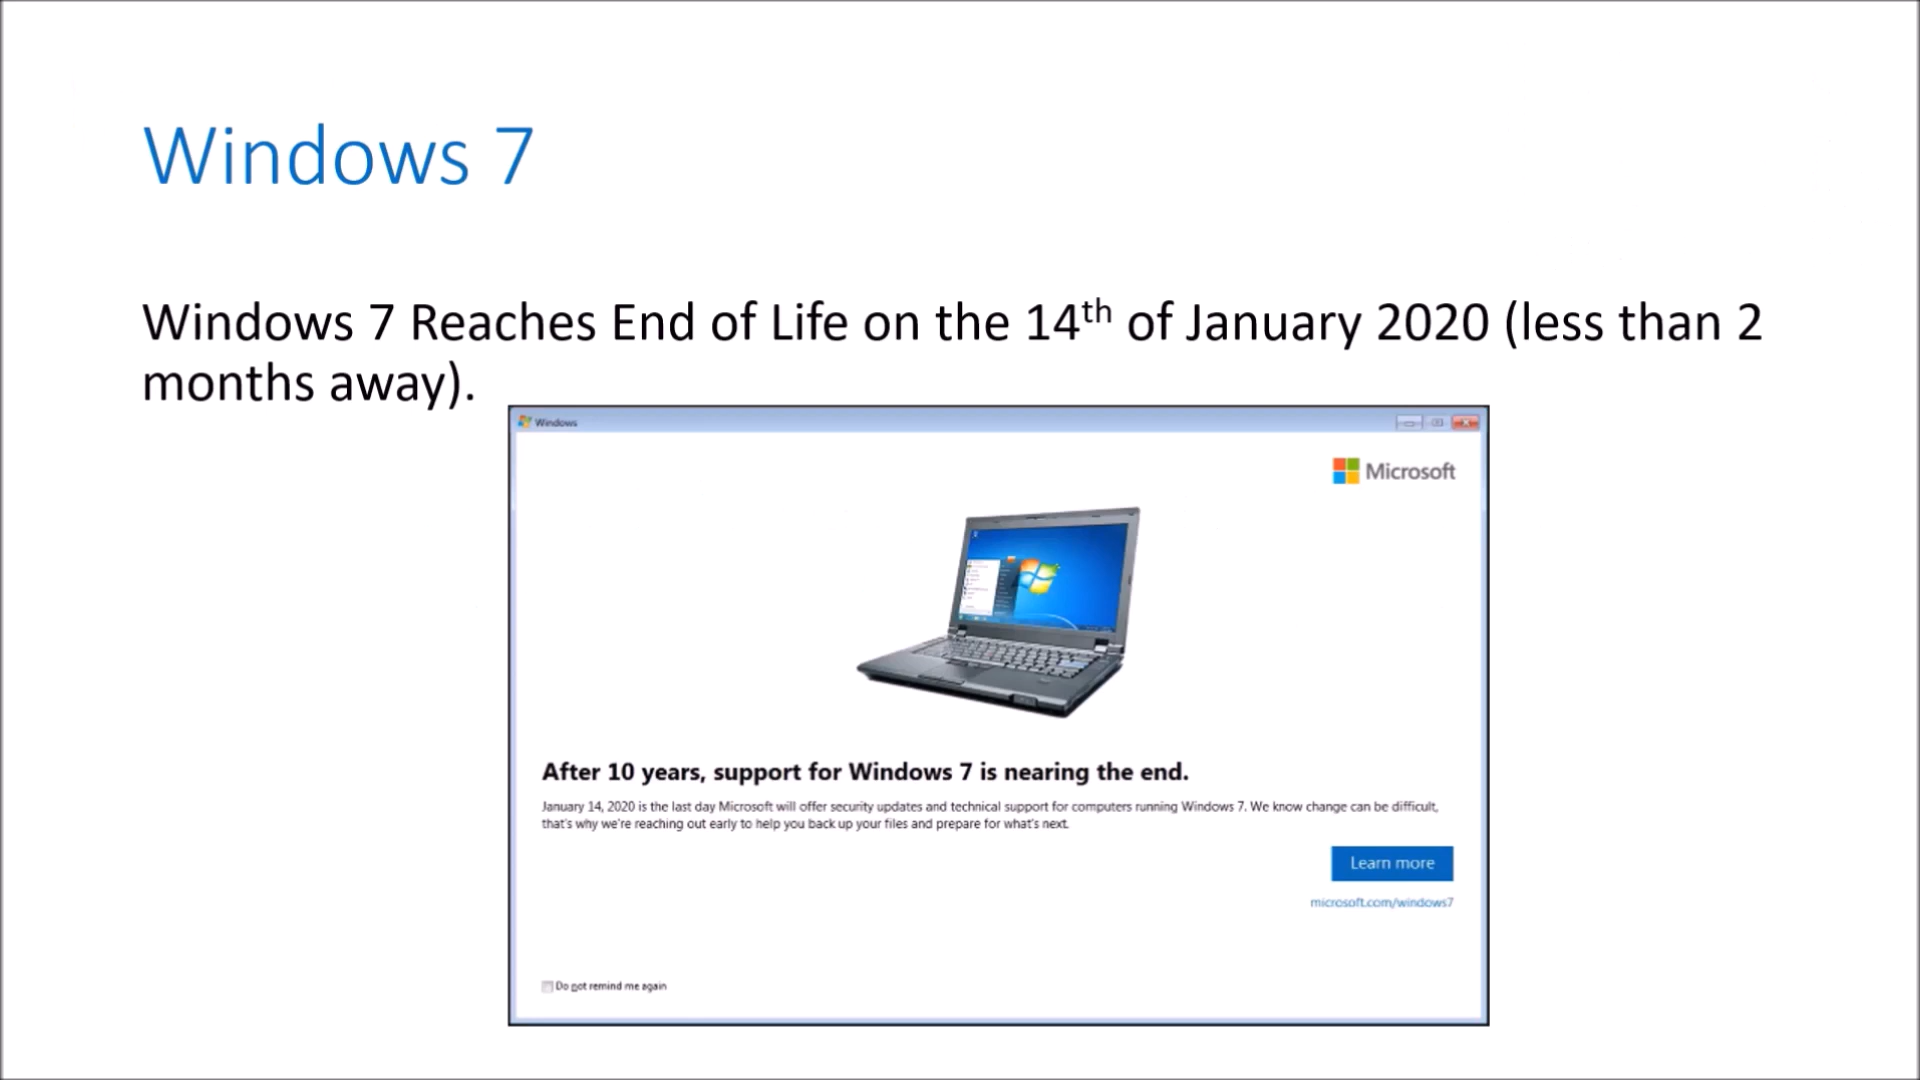 Windows 7
Windows 7 Reaches End of Life on the 14th of January 2020 (less than 2
months away).
Windows
Microsoft
After 10 years, support for Windows 7 is nearing the end.
January 14, 2020 is the last day Microsoft will offer security updates and technical support for computers running Windows 7. We know change can be difficult,
that's why we're reaching out early to help you back up your files and prepare for what's next.
Learn more
microsoft.com/windows7
Do not remind me again